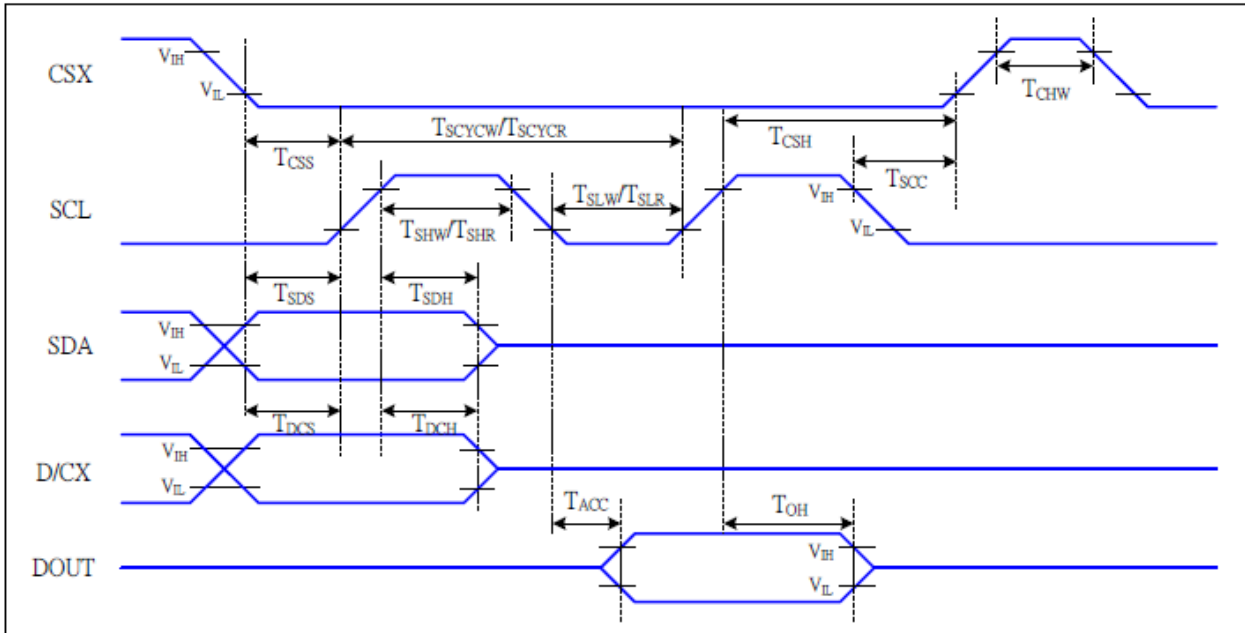 CSX
VIH
VIL
TCHW
TCSS
TSCYCW/TSCYCR
TCSH
TSCC
SCL
TSHW/TSHR
TSLW/TSLR
VIH
VIL
TSDS
TSDH
SDA
VIH
VIL
TDCS
TDCH
D/CX
VIH
VIL
TACC
TOH
DOUT
VIH
VIL